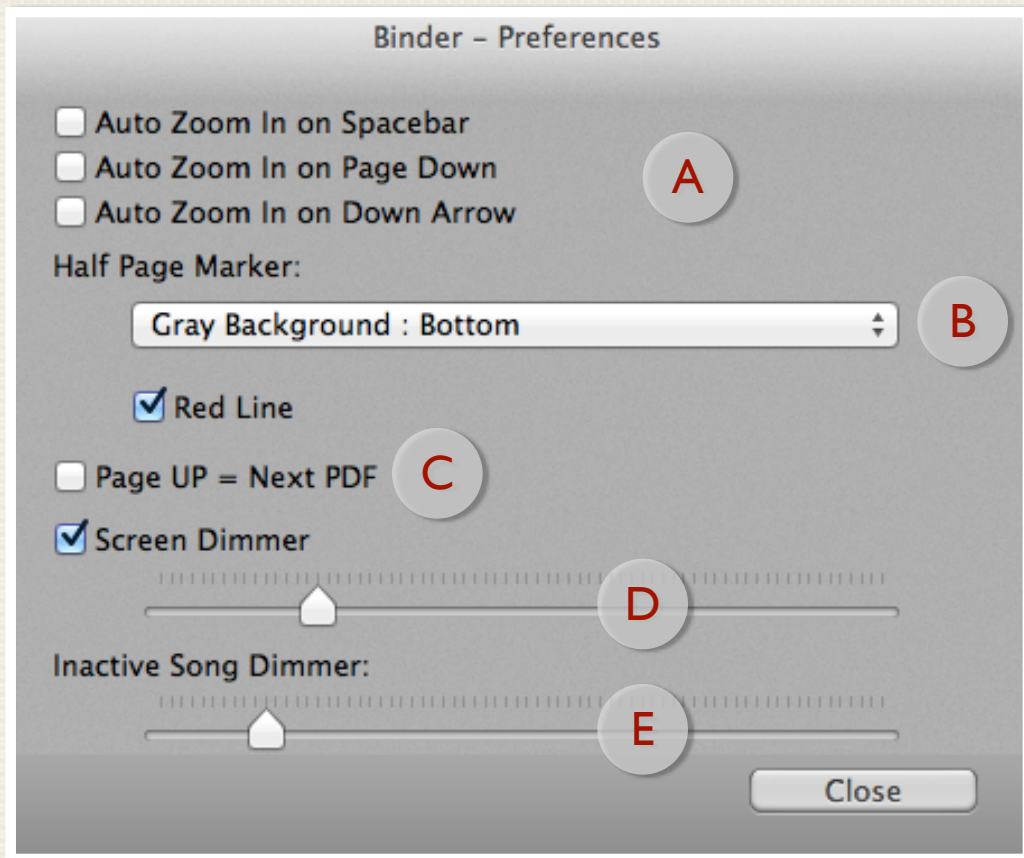 Binder – Preferences
Auto Zoom In on Spacebar
Auto Zoom In on Page Down
A
Auto Zoom In on Down Arrow
Half Page Marker:
Gray Background : Bottom
B
Red Line
Page UP = Next PDF
C
Screen Dimmer
D
Inactive Song Dimmer:
E
Close